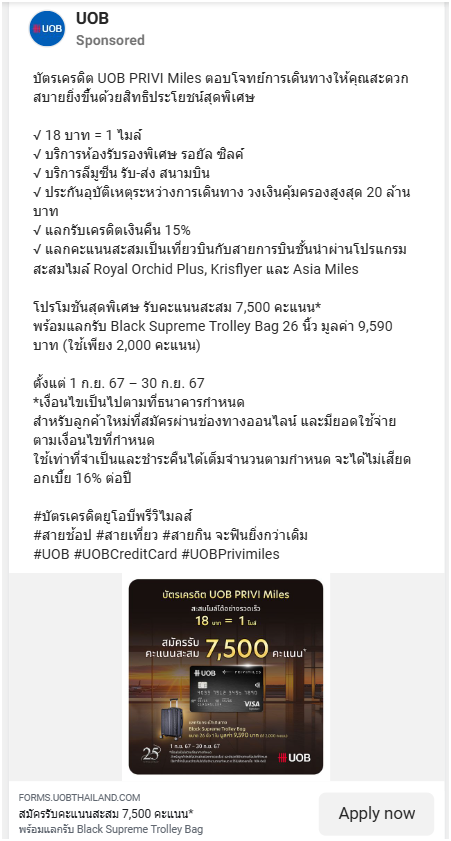 UOB
UOB
Sponsored
บัตรเครดิต UOB PRIVI Miles ตอบโจทย์การเดินทางให้คุณสะดวก
สบายยิ่งขึ้นด้วยสิทธิประโยชน์สุดพิเศษ
√ 18 บาท = 1 ไมล์
√ บริการห้องรับรองพิเศษ รอยัล ซิลค์
√ บริการลีมูซีน รับ-ส่ง สนามบิน
√ ประกันอุบัติเหตุระหว่างการเดินทาง วงเงินคุ้มครองสูงสุด 20 ล้าน
บาท
√ แลกรับเครดิตเงินคืน 15%
√ แลกคะแนนสะสมเป็นเที่ยวบินกับสายการบินชั้นนำผ่านโปรแกรม
สะสมไมล์ Royal Orchid Plus, Krisflyer และ Asia Miles
โปรโมชันสุดพิเศษ รับคะแนนสะสม 7,500 คะแนน*
พร้อมแลกรับ Black Supreme Trolley Bag 26 นิ้ว มูลค่า 9,590
บาท (ใช้เพียง 2,000 คะแนน)
ตั้งแต่ 1 ก.ย. 67 – 30 ก.ย. 67
*เงื่อนไขเป็นไปตามที่ธนาคารกำหนด
สำหรับลูกค้าใหม่ที่สมัครผ่านช่องทางออนไลน์ และมียอดใช้จ่าย
ตามเงื่อนไขที่กำหนด
ใช้เท่าที่จำเป็นและชำระคืนได้เต็มจำนวนตามกำหนด จะได้ไม่เสียด
อกเบี้ย 16% ต่อปี
#บัตรเครดิตยูโอบีพรีวิไมลส์
#สายช้อป #สายเที่ยว #สายกิน จะฟินยิ่งกว่าเดิม
#UOB #UOBCreditCard #UOBPrivimiles
บัตรเครดิต UOB PRIVI Miles
สะสมไมล์ได้อย่างรวดเร็ว
18 บาท = 1 ไมล์
สมัครรับ
คะแนนสะสม 7,500 คะแนน*
UOB PRIVIMILES
VISA
Black Supreme Trolley Bag
25
1 ก.ย. 67 - 30 ก.ย. 67
UOB
FORMS.UOBTHAILAND.COM
สมัครรับคะแนนสะสม 7,500 คะแนน*
พร้อมแลกรับ Black Supreme Trolley Bag
Apply now